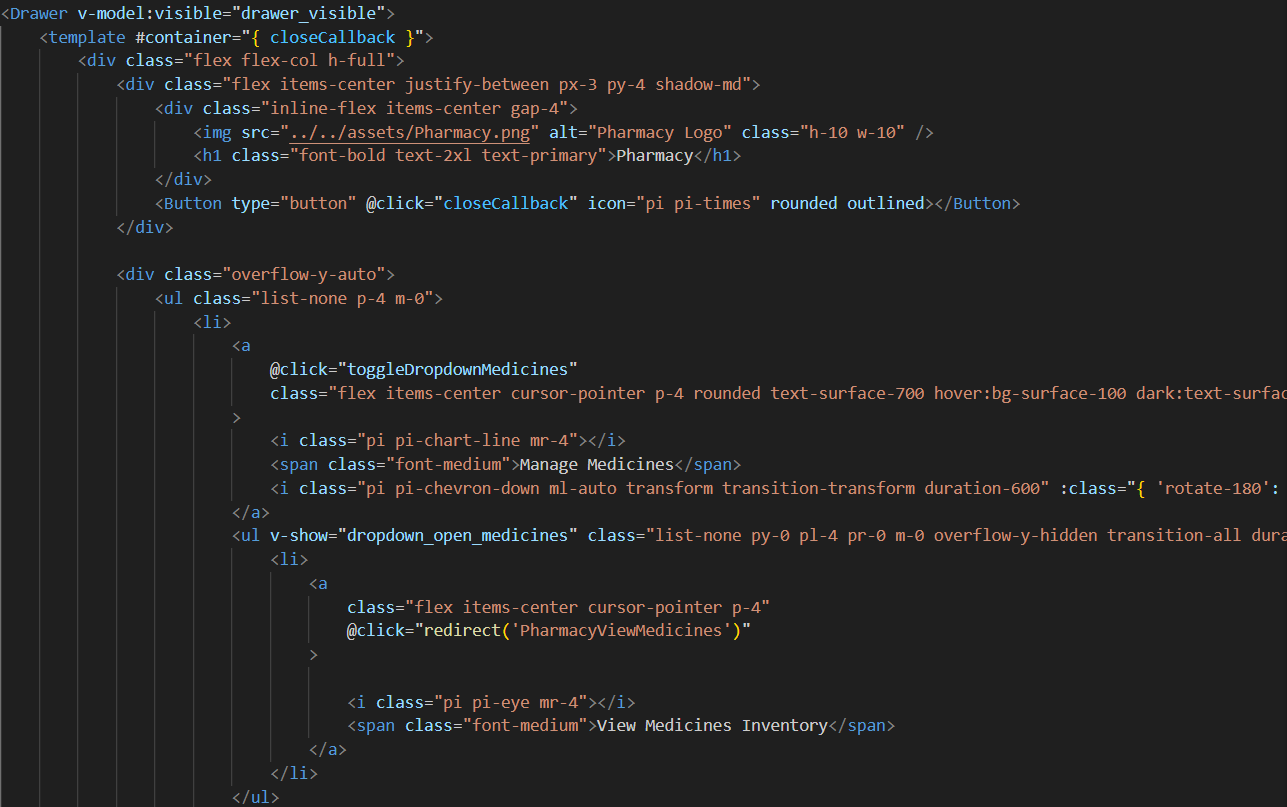 <Drawer v-model:visible="drawer_visible">
<template #container="{ closeCallback }">
<div class="flex flex-col h-full">
<div class="flex items-center justify-between px-3 py-4 shadow-md">
<div class="inline-flex items-center gap-4">
<img src="../../assets/Pharmacy.png" alt="Pharmacy Logo" class="h-10 w-10" />
<h1 class="font-bold text-2xl text-primary">Pharmacy</h1>
</div>
<Button type="button" @click="closeCallback" icon="pi pi-times" rounded outlined></Button>
</div>
<div class="overflow-y-auto">
<ul class="list-none p-4 m-0">
<li>
<a
@click="toggleDropdownMedicines"
class="flex items-center cursor-pointer p-4 rounded text-surface-700 hover:bg-surface-100 dark:text-surfac
>
<i class="pi pi-chart-line mr-4"></i>
<span class="font-medium">Manage Medicines</span>
<i class="pi pi-chevron-down ml-auto transform transition-transform duration-600" :class="{ 'rotate-180':
</a>
<ul v-show="dropdown_open_medicines" class="list-none py-0 pl-4 pr-0 m-0 overflow-y-hidden transition-all dura
<li>
<a
class="flex items-center cursor-pointer p-4"
@click="redirect('PharmacyViewMedicines')"
>
<i class="pi pi-eye mr-4"></i>
<span class="font-medium">View Medicines Inventory</span>
</a>
</li>
</ul>